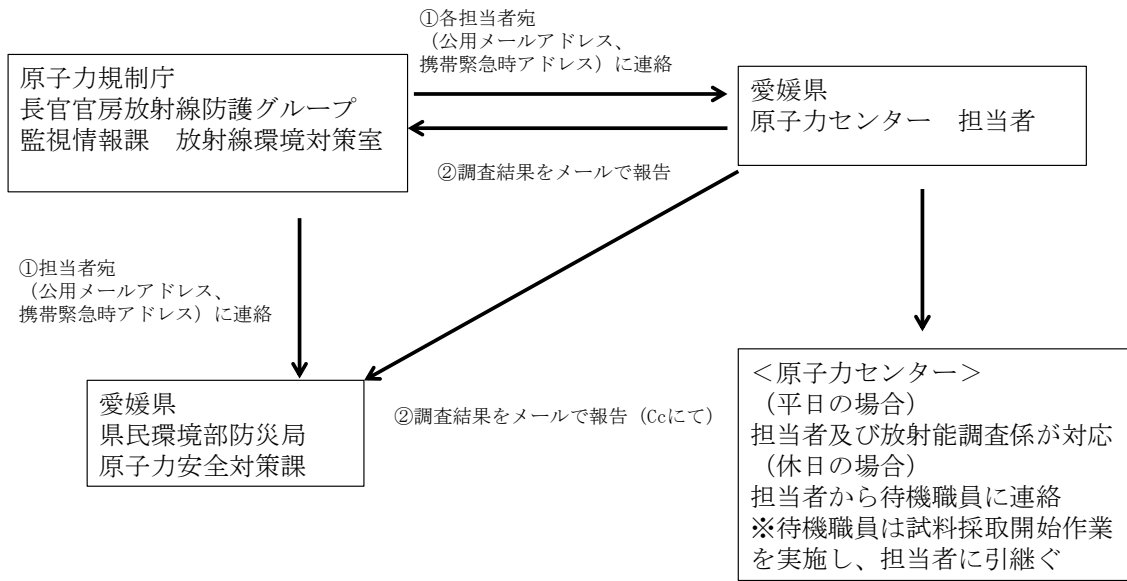 ①各担当者宛
（公用メールアドレス、
携帯緊急時アドレス）に連絡
原子力規制庁
長官官房放射線防護グループ
監視情報課　放射線環境対策室
愛媛県
原子力センター　担当者
②調査結果をメールで報告
①担当者宛
（公用メールアドレス、
携帯緊急時アドレス）に連絡
愛媛県
県民環境部防災局
原子力安全対策課
②調査結果をメールで報告（Ccにて）
＜原子力センター＞
（平日の場合）
担当者及び放射能調査係が対応
（休日の場合）
担当者から待機職員に連絡
※待機職員は試料採取開始作業
を実施し、担当者に引継ぐ